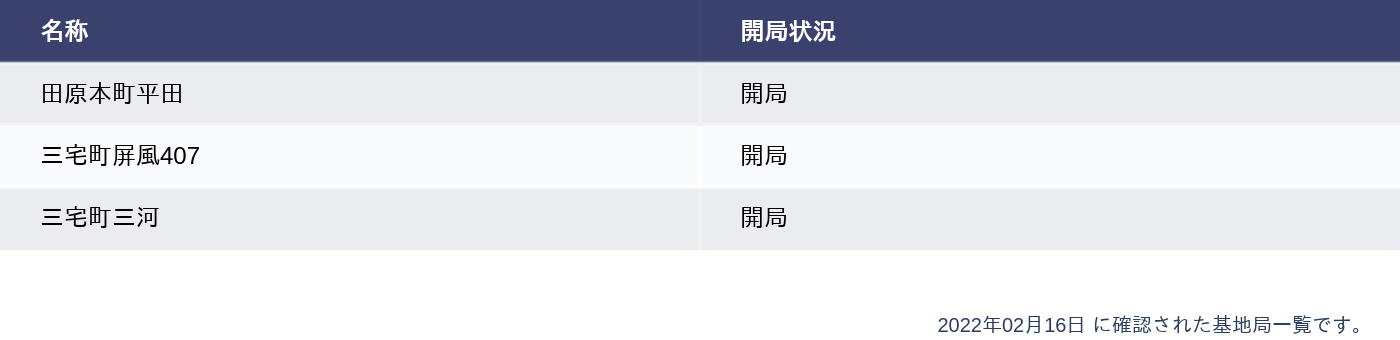 名称 開局状況
田原本町平田 開局
三宅町屏風407 開局
三宅町三河 開局
2022年02月16日 に確認された基地局一覧です。